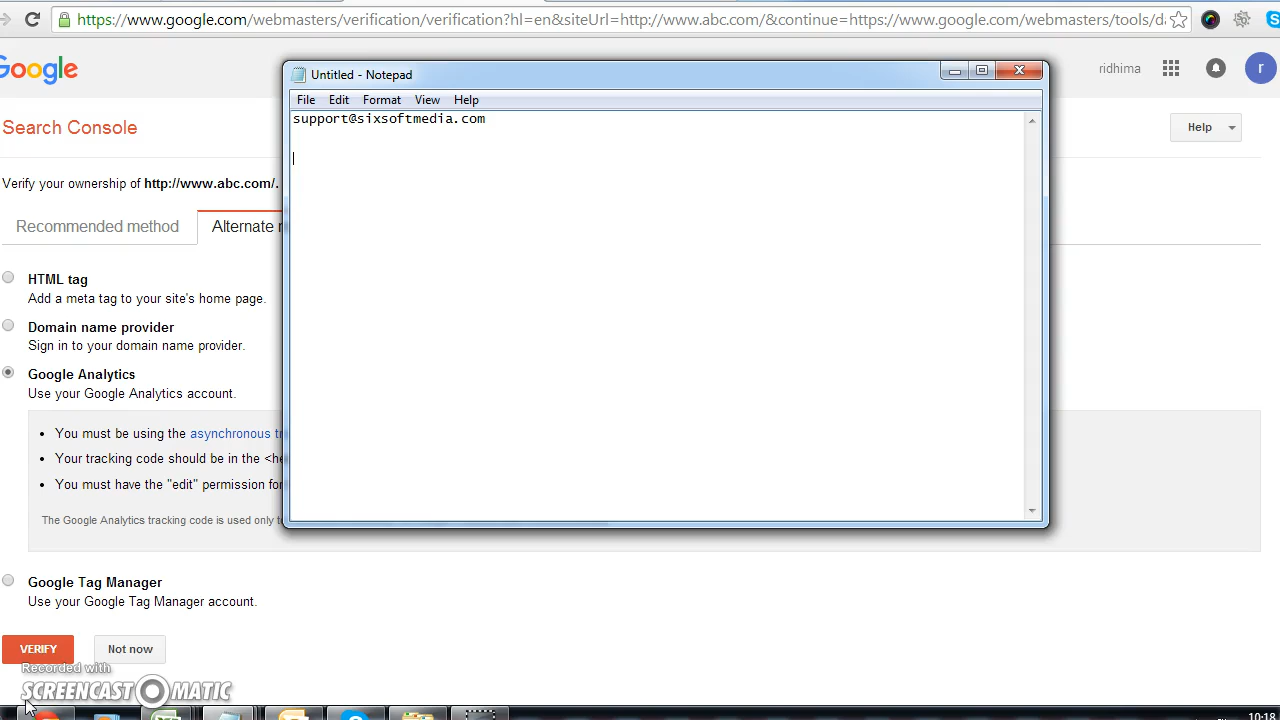 https://www.google.com/webmasters/verification/verification?hl=en&siteUrl=http://www.abc.com/&continue=https://www.google.com/webmasters/tools/da
Google
ridhima
r
Untitled - Notepad
File Edit Format View Help
support@sixsoftmedia.com
Search Console
Help
Verify your ownership of http://www.abc.com/.
Recommended method
Alternate
HTML tag
Add a meta tag to your site's home page.
Domain name provider
Sign in to your domain name provider.
Google Analytics
Use your Google Analytics account.
You must be using the asynchronous
Your tracking code should be in the
You must have the "edit" permission for
The Google Analytics tracking code is used only
Google Tag Manager
Use your Google Tag Manager account.
VERIFY
Not now
Recorded with
SCREENCAST MATIC
10:18